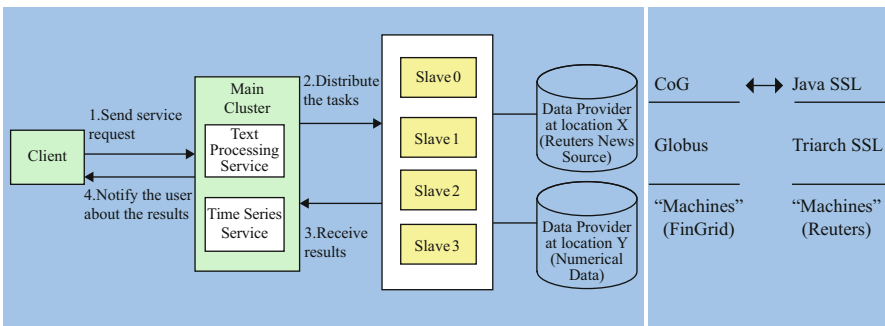 Client
1.Send service
request
4.Notify the user
about the results
Main
Cluster
Text
Processing
Service
Time Series
Service
2.Distribute
the tasks
3.Receive
results
Slave 0
Slave 1
Slave 2
Slave 3
Data Provider
at location X
(Reuters News
Source)
Data Provider
at location Y
(Numerical
Data)
CoG
Java SSL
Globus
Triarch SSL
“Machines”
(FinGrid)
“Machines”
(Reuters)